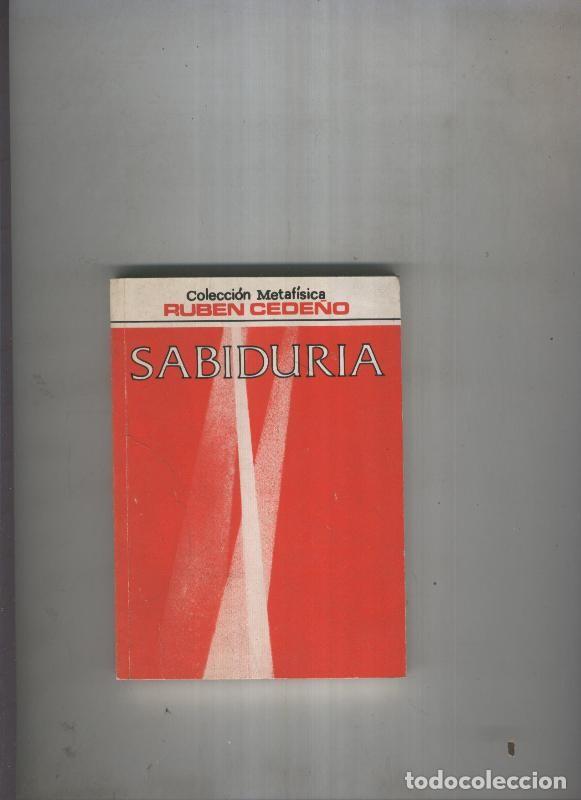 Colección Metafísica
RUBEN CEDEÑO
SABIDURIA
todocoleccion